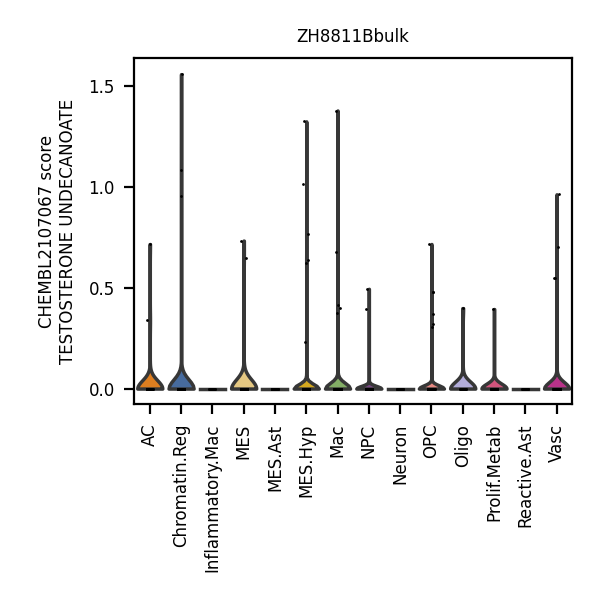 ZH8811Bbulk
CHEMBL2107067 score
TESTOSTERONE UNDECANOATE
1.5
1.0
0.5
0.0
AC
Chromatin.Reg
Inflammatory.Mac
MES
MES.Ast
MES.Hyp
Mac
NPC
Neuron
OPC
Oligo
Prolif.Metab
Reactive.Ast
Vasc